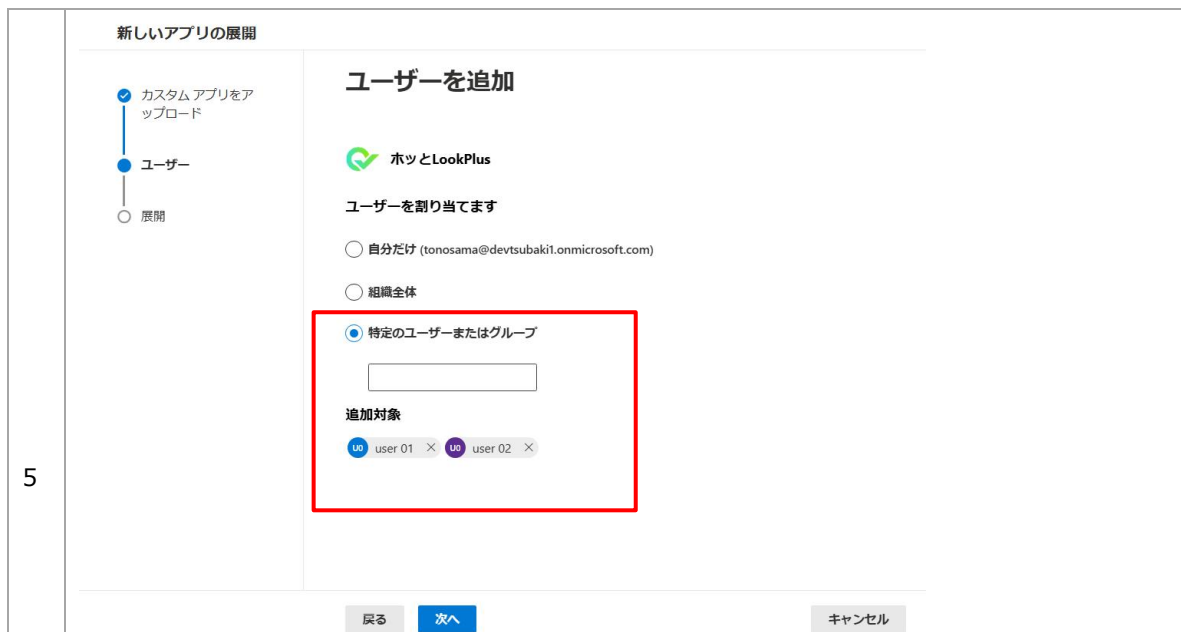 新しいアプリの展開
カスタム アプリをア
ップロード
ユーザー
展開
ユーザーを追加
ホッとLookPlus
ユーザーを割り当てます
自分だけ (tonosama@devtsubaki1.onmicrosoft.com)
組織全体
特定のユーザーまたはグループ
追加対象
U0 user 01 × U0 user 02 ×
5
戻る 次へ キャンセル